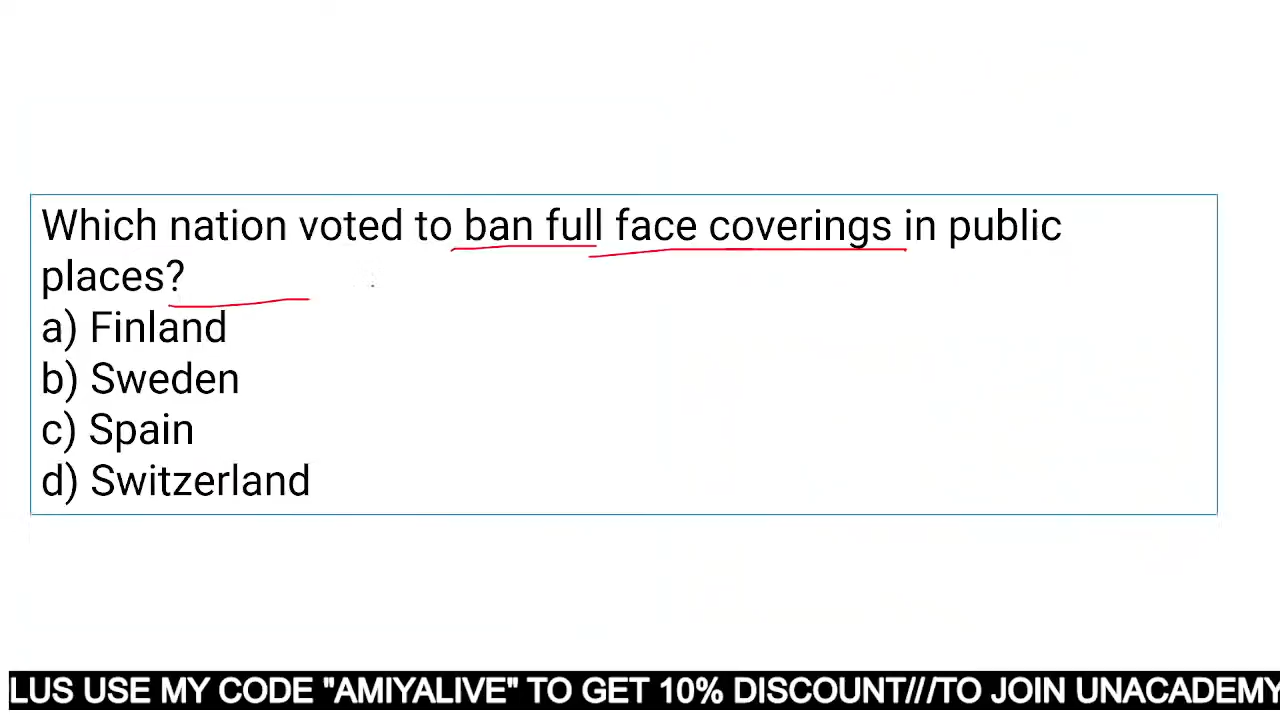 Which nation voted to ban full face coverings in public
places?
a) Finland
b) Sweden
c) Spain
d) Switzerland
LUS USE MY CODE "AMIYALIVE" TO GET 10% DISCOUNT///TO JOIN UNACADEMY